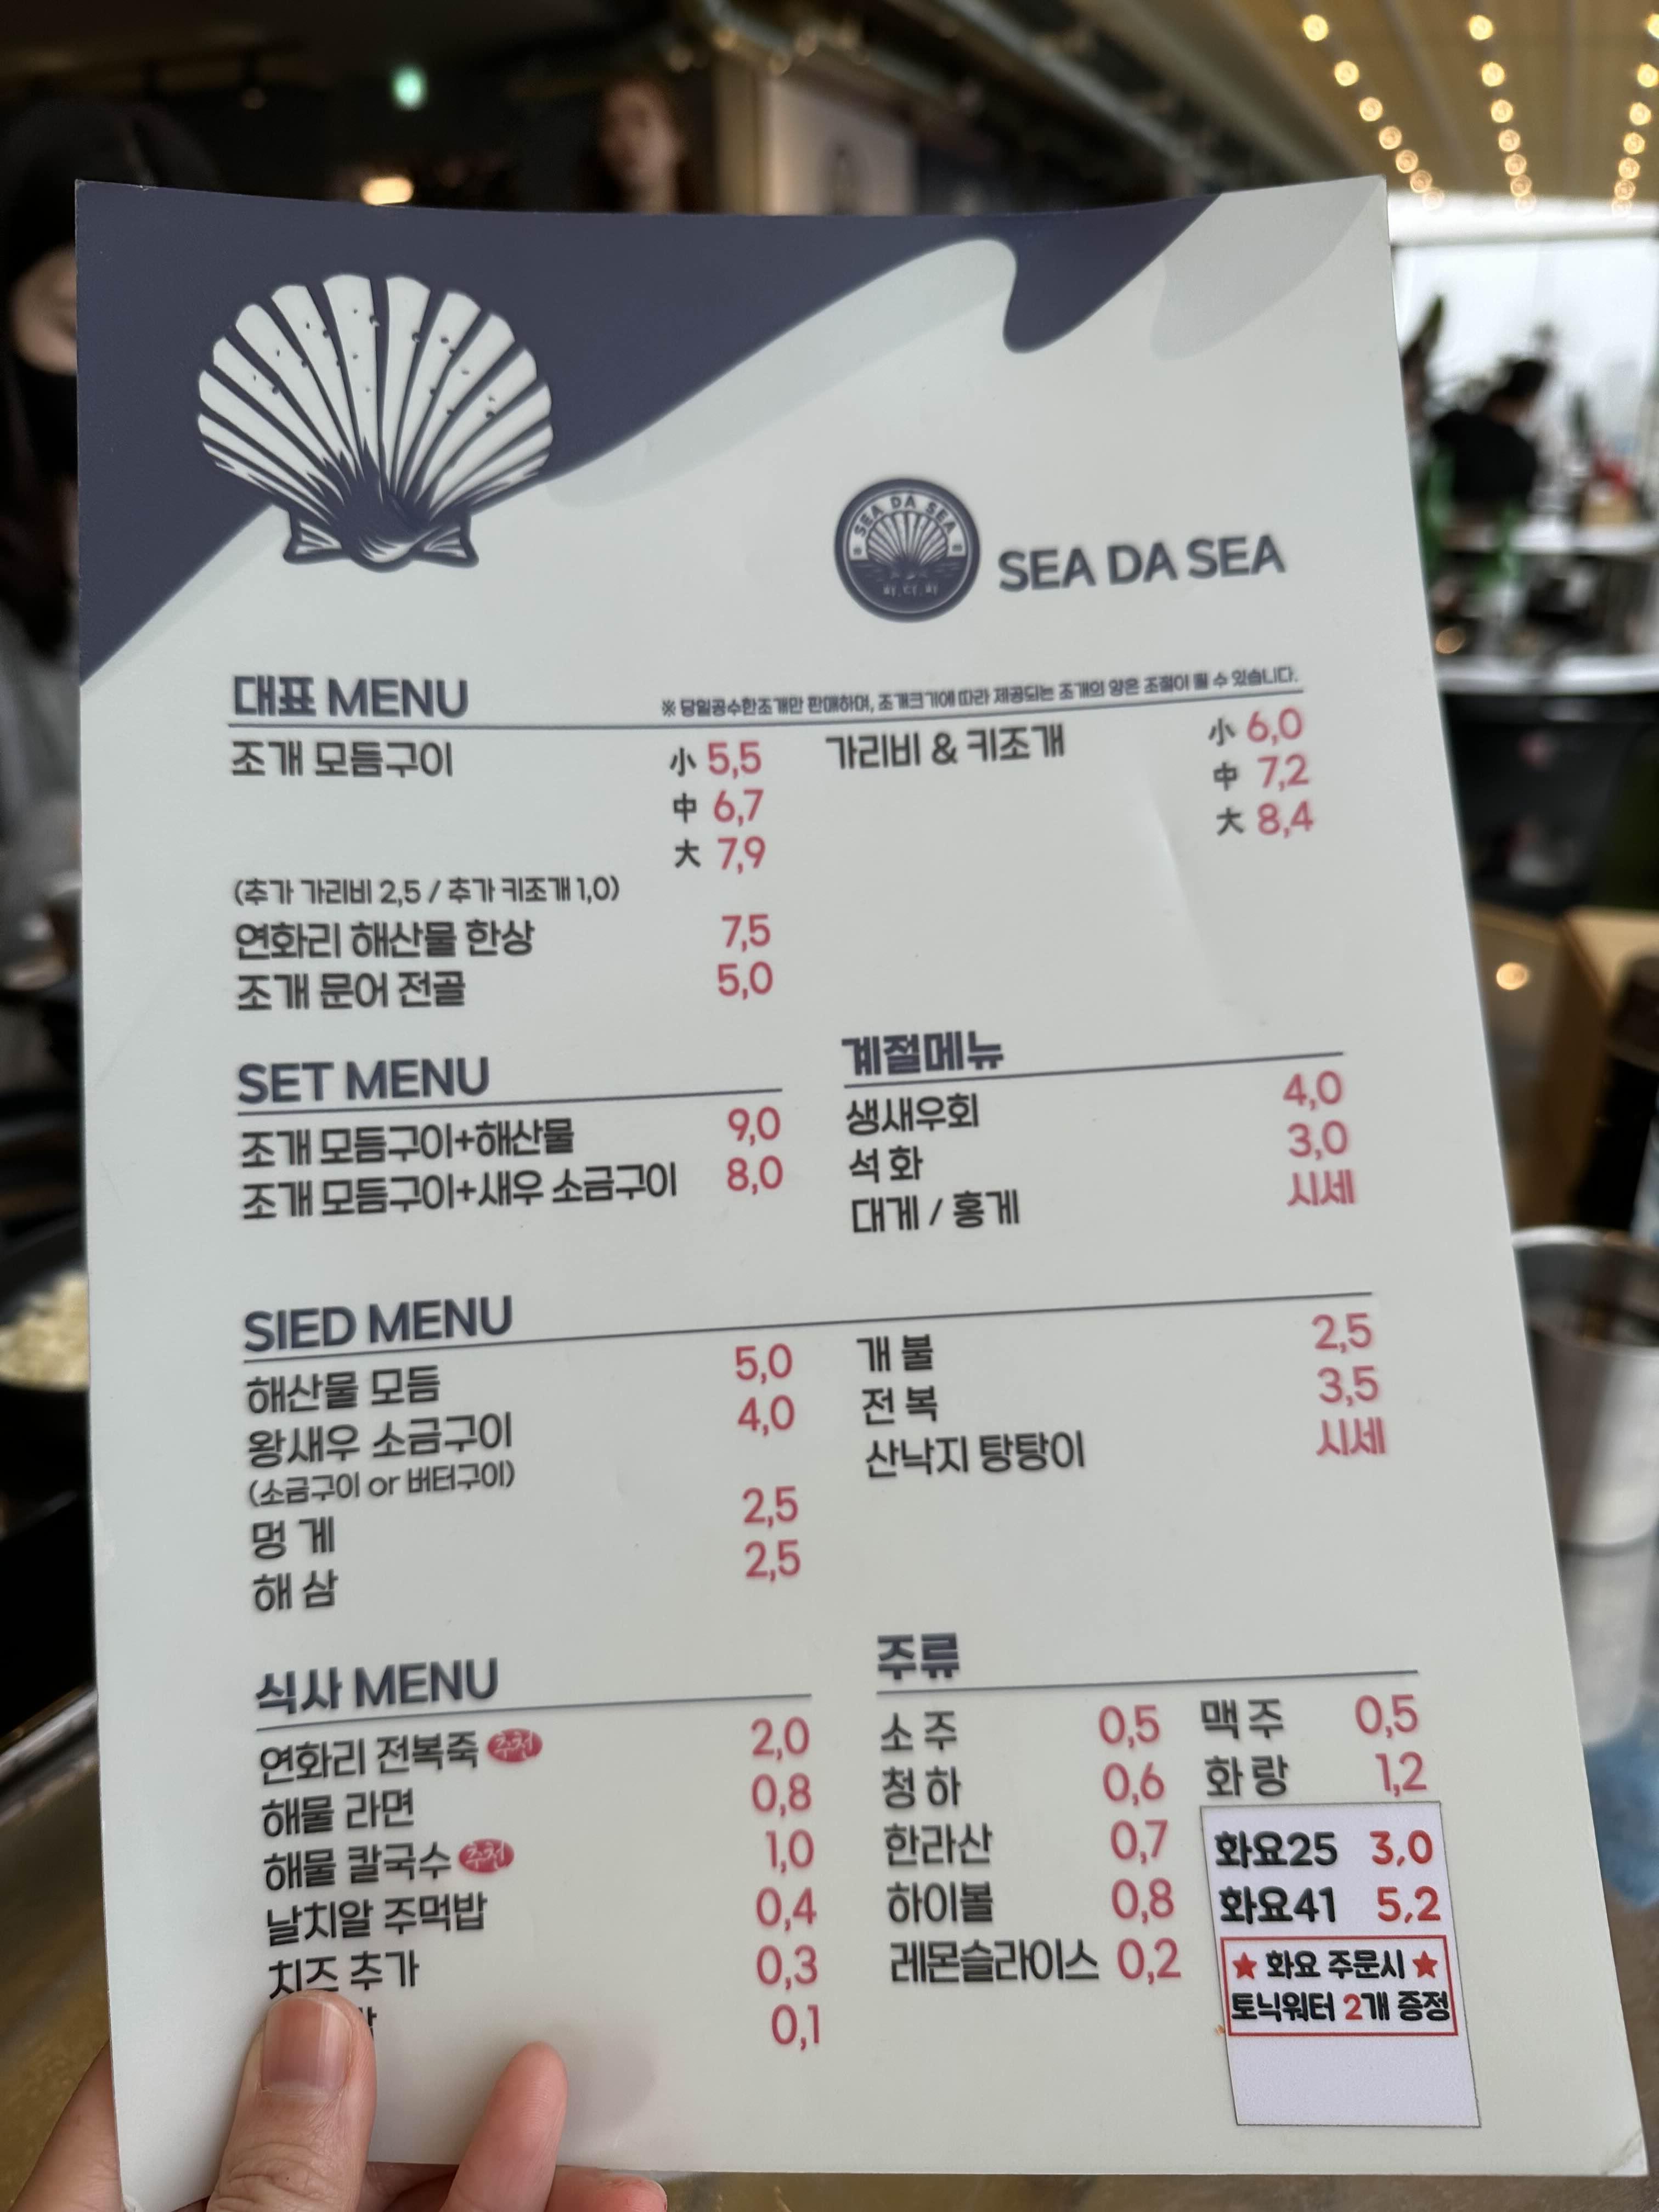 SEA DA SEA
씨.다.씨
SEA DA SEA
대표 MENU
※ 당일공수한조개만 판매하며, 조개크기에 따라 제공되는 조개의 양은 조절이 될 수 있습니다.
조개 모듬구이 小 5,5
中 6,7
大 7,9
(추가 가리비 2,5 / 추가 키조개 1,0)
연화리 해산물 한상 7,5
조개 문어 전골 5,0
가리비 & 키조개 小 6,0
中 7,2
大 8,4
SET MENU
조개 모듬구이+해산물 9,0
조개 모듬구이+새우 소금구이 8,0
계절메뉴
생새우회 4,0
석 화 3,0
대게 / 홍게 시세
SIED MENU
해산물 모듬 5,0
왕새우 소금구이 4,0
(소금구이 or 버터구이)
멍 게 2,5
해 삼 2,5
개 불 2,5
전 복 3,5
산낙지 탕탕이 시세
식사 MENU
연화리 전복죽 추천 2,0
해물 라면 0,8
해물 칼국수 추천 1,0
날치알 주먹밥 0,4
치즈 추가 0,3
0,1
주류
소 주 0,5
청 하 0,6
한라산 0,7
하이볼 0,8
레몬슬라이스 0,2
맥 주 0,5
화 랑 1,2
화요25 3,0
화요41 5,2
★ 화요 주문시 ★
토닉워터 2개 증정